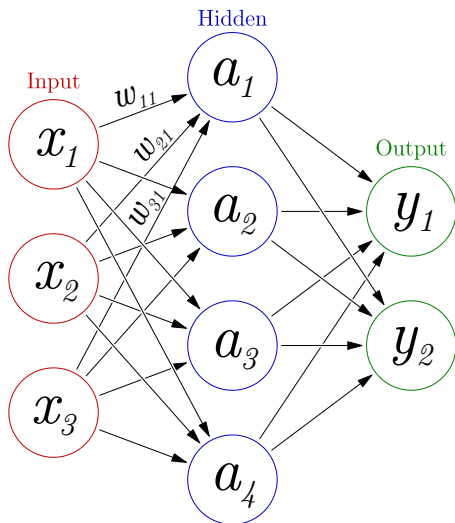 Hidden
Input
Output
w11
w21
w31
x1
x2
x3
a1
a2
a3
a4
y1
y2